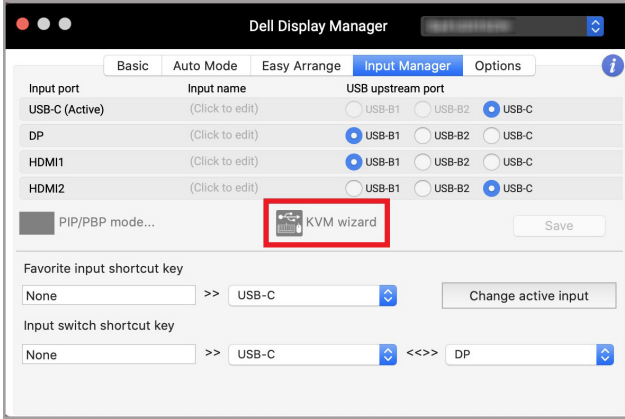 Dell Display Manager
Basic Auto Mode Easy Arrange Input Manager Options i
Input port Input name USB upstream port
USB-C (Active) (Click to edit) USB-B1 USB-B2 USB-C
DP (Click to edit) USB-B1 USB-B2 USB-C
HDMI1 (Click to edit) USB-B1 USB-B2 USB-C
HDMI2 (Click to edit) USB-B1 USB-B2 USB-C
PIP/PBP mode... KVM wizard Save
Favorite input shortcut key
None >> USB-C Change active input
Input switch shortcut key
None >> USB-C <<>> DP